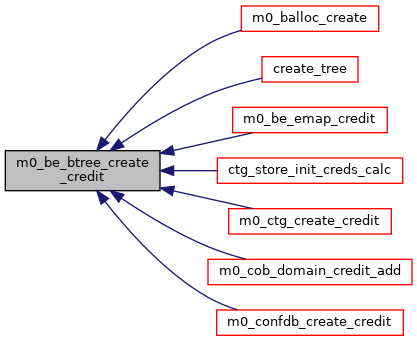 m0_be_btree_create
_credit
m0_balloc_create
create_tree
m0_be_emap_credit
ctg_store_init_creds_calc
m0_ctg_create_credit
m0_cob_domain_credit_add
m0_confdb_create_credit